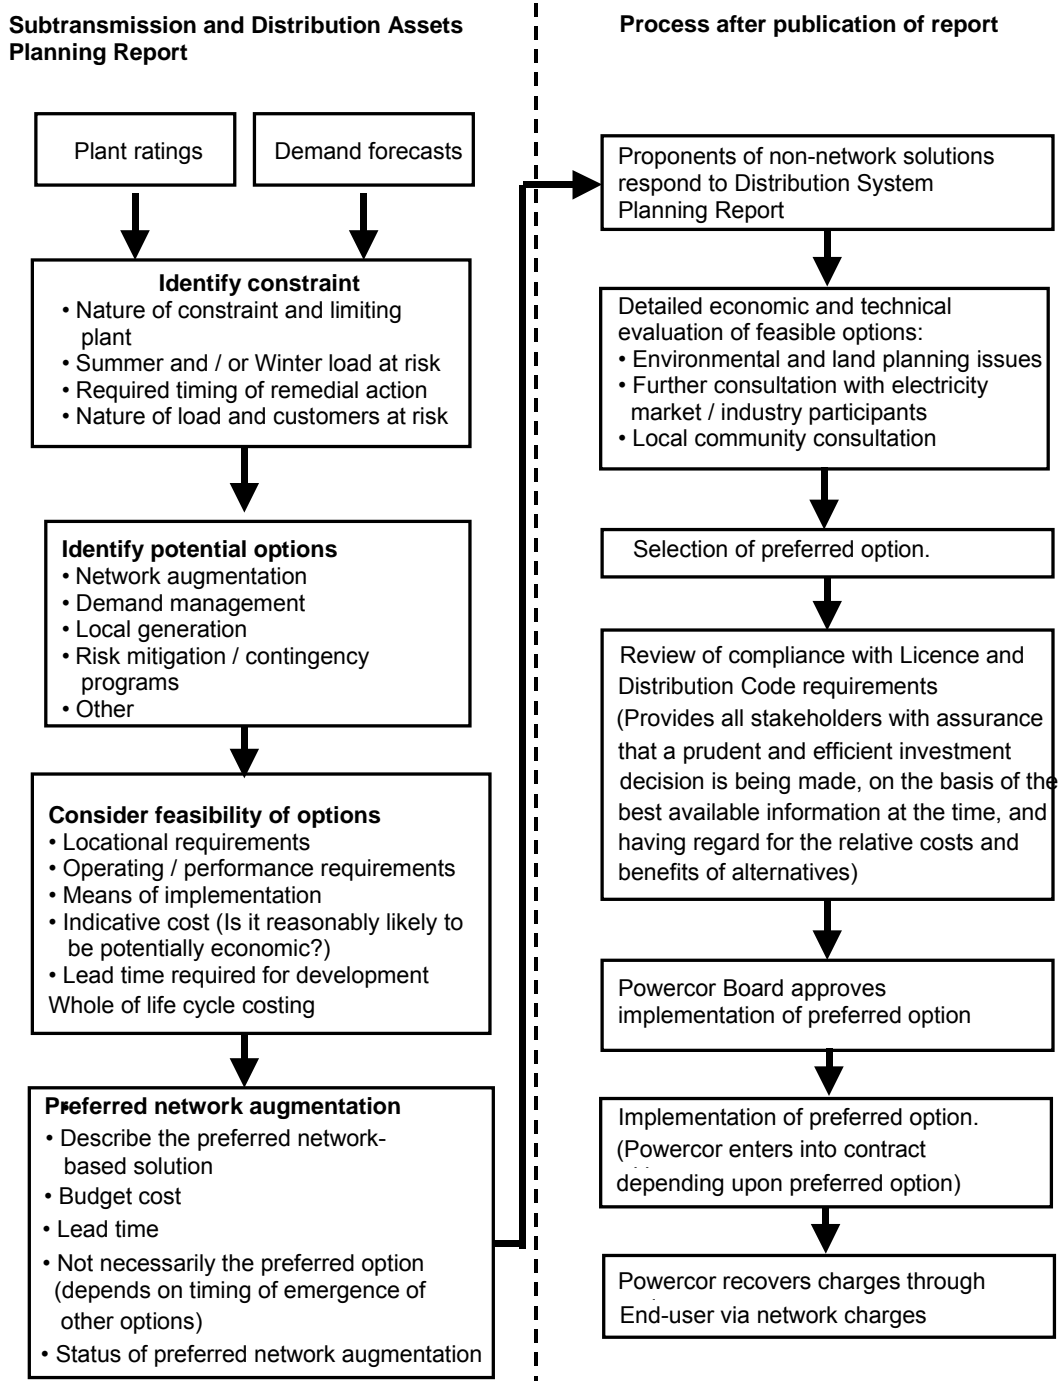 Subtransmission and Distribution Assets
Planning Report
Plant ratings
Demand forecasts
Identify constraint
• Nature of constraint and limiting
plant
• Summer and / or Winter load at risk
• Required timing of remedial action
• Nature of load and customers at risk
Identify potential options
• Network augmentation
• Demand management
• Local generation
• Risk mitigation / contingency
programs
• Other
Consider feasibility of options
• Locational requirements
• Operating / performance requirements
• Means of implementation
• Indicative cost (Is it reasonably likely to
be potentially economic?)
• Lead time required for development
Whole of life cycle costing
Preferred network augmentation
• Describe the preferred network-
based solution
• Budget cost
• Lead time
• Not necessarily the preferred option
(depends on timing of emergence of
other options)
• Status of preferred network augmentation
Process after publication of report
Proponents of non-network solutions
respond to Distribution System
Planning Report
Detailed economic and technical
evaluation of feasible options:
• Environmental and land planning issues
• Further consultation with electricity
market / industry participants
• Local community consultation
Selection of preferred option.
Review of compliance with Licence and
Distribution Code requirements
(Provides all stakeholders with assurance
that a prudent and efficient investment
decision is being made, on the basis of the
best available information at the time, and
having regard for the relative costs and
benefits of alternatives)
Powercor Board approves
implementation of preferred option
Implementation of preferred option.
(Powercor enters into contract
depending upon preferred option)
Powercor recovers charges through
End-user via network charges